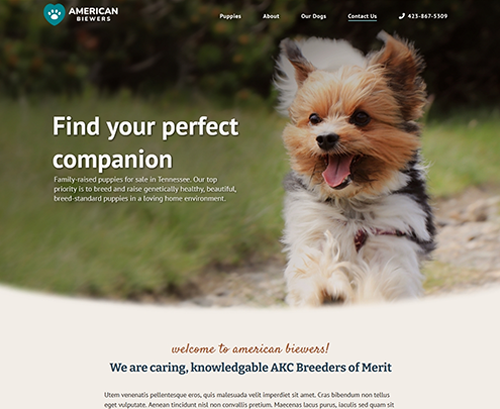 AMERICAN
BIEWERS
Puppies About Our Dogs Contact Us 423-867-5309
Find your perfect
companion
Family-raised puppies for sale in Tennessee. Our top
priority is to breed and raise genetically healthy, beautiful,
breed-standard puppies in a loving home environment.
welcome to american biewers!
We are caring, knowledgable AKC Breeders of Merit
Utem venenatis pellentesque eros, quis malesuada velit imperdiet sit amet. Cras bibendum non tellus
eget vulputate. Aenean tincidunt nisl non convallis pretium. Maecenas lacus purus, iaculis sed quam sit